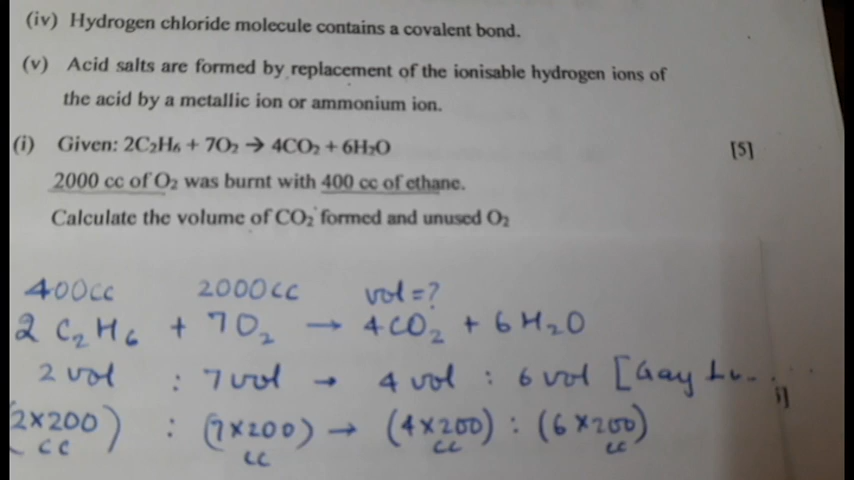 (iv) Hydrogen chloride molecule contains a covalent bond.
(v) Acid salts are formed by replacement of the ionisable hydrogen ions of
the acid by a metallic ion or ammonium ion.
(i) Given: 2C₂H₆ + 7O₂ → 4CO₂ + 6H₂O [5]
2000 cc of O₂ was burnt with 400 cc of ethane.
Calculate the volume of CO₂ formed and unused O₂
400cc 2000cc vol=?
2 C₂H₆ + 7O₂ → 4CO₂ + 6H₂O
2 vol : 7 vol → 4 vol : 6 vol [Gay
(2×200) : (7×200) → (4×200) : (6×200)
cc cc cc cc